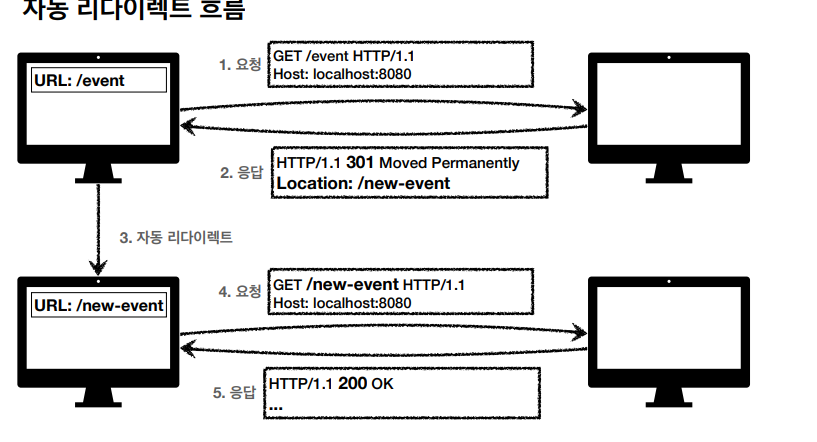 자동 리다이렉트 흐름
URL: /event
1. 요청
GET /event HTTP/1.1
Host: localhost:8080
2. 응답
HTTP/1.1 301 Moved Permanently
Location: /new-event
3. 자동 리다이렉트
URL: /new-event
4. 요청
GET /new-event HTTP/1.1
Host: localhost:8080
5. 응답
HTTP/1.1 200 OK
...